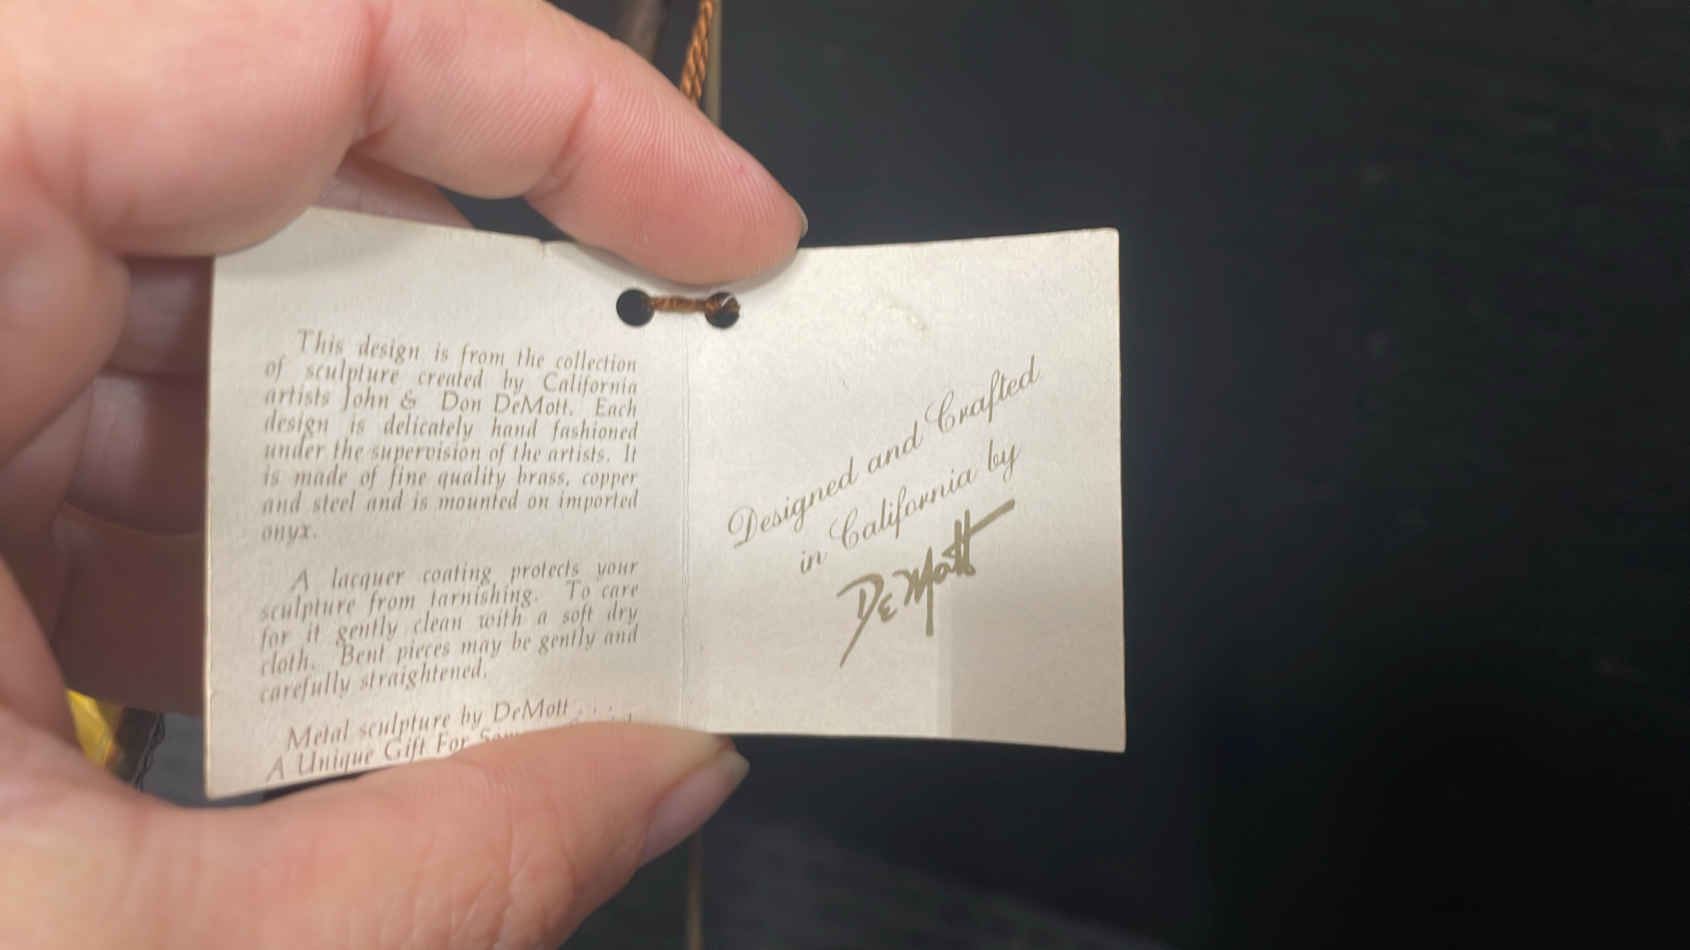 This design is from the collection
of sculpture created by California
artists John & Don DeMott. Each
design is delicately hand fashioned
under the supervision of the artists. It
is made of fine quality brass, copper
and steel and is mounted on imported
onyx.
A lacquer coating protects your
sculpture from tarnishing. To care
for it gently clean with a soft dry
cloth. Bent pieces may be gently and
carefully straightened.
Metal sculpture by DeMott . . .
A Unique Gift For
Designed and Crafted
in California by
DeMott